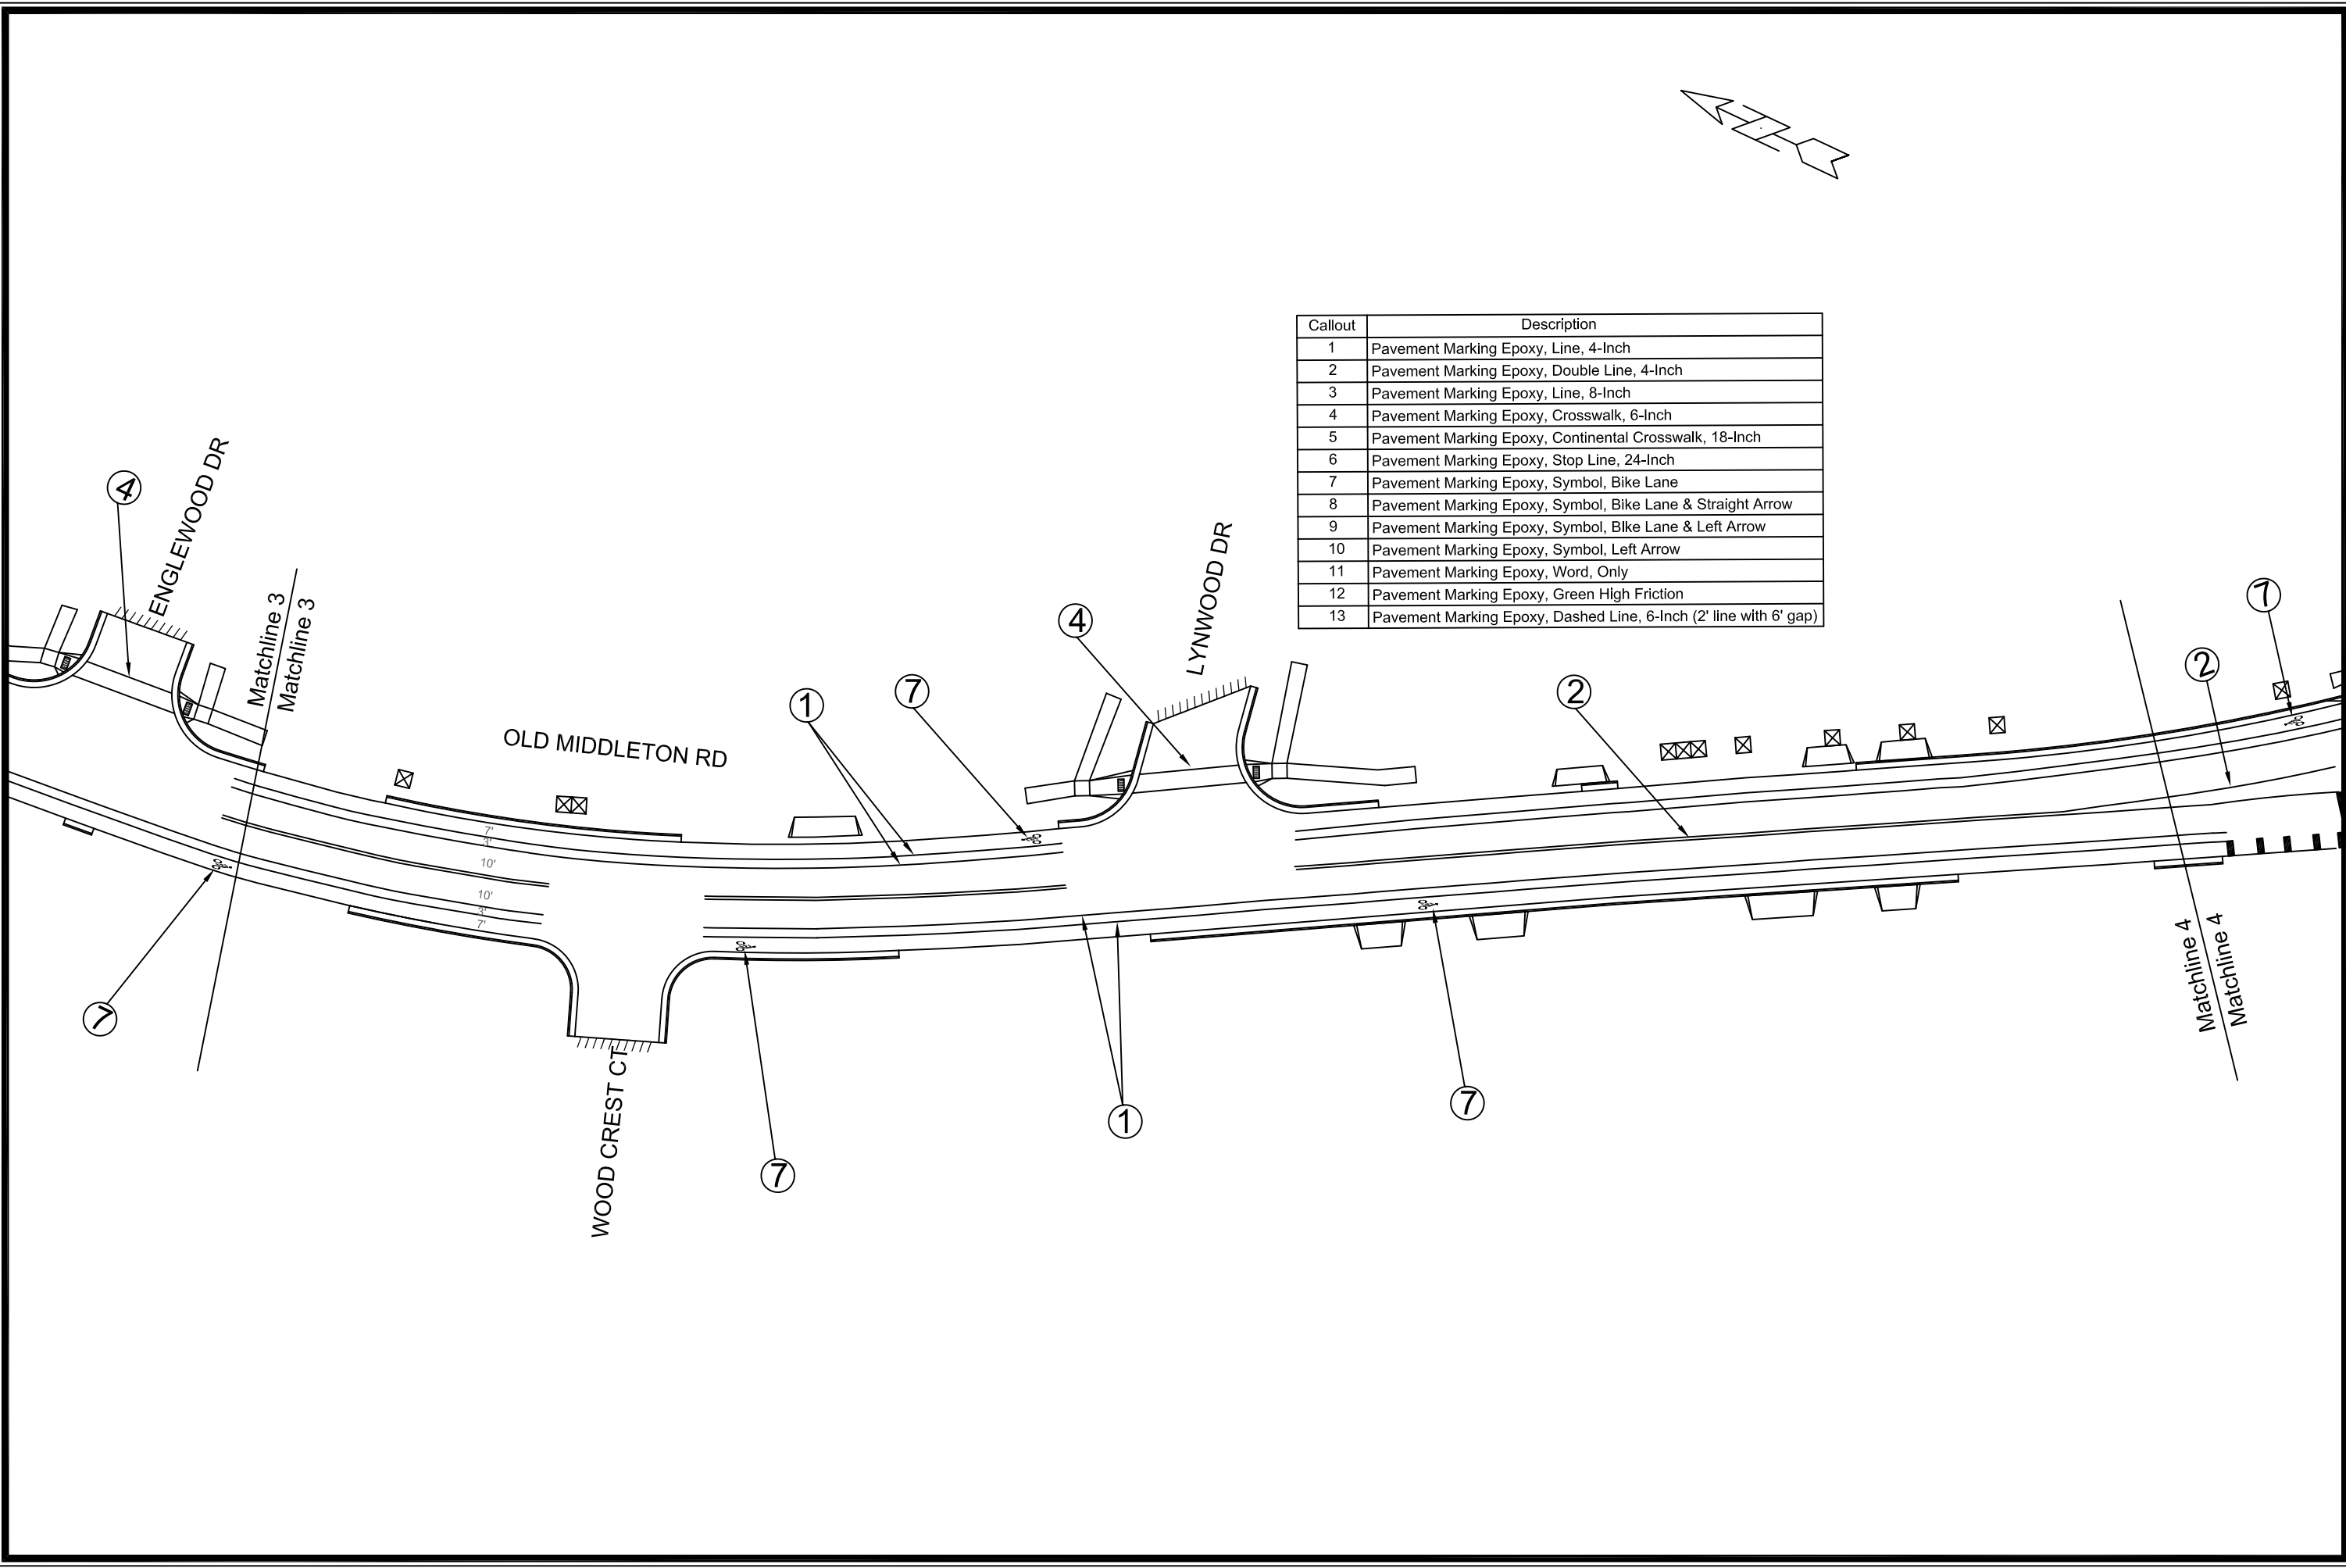 Callout Description
1 Pavement Marking Epoxy, Line, 4-Inch
2 Pavement Marking Epoxy, Double Line, 4-Inch
3 Pavement Marking Epoxy, Line, 8-Inch
4 Pavement Marking Epoxy, Crosswalk, 6-Inch
5 Pavement Marking Epoxy, Continental Crosswalk, 18-Inch
6 Pavement Marking Epoxy, Stop Line, 24-Inch
7 Pavement Marking Epoxy, Symbol, Bike Lane
8 Pavement Marking Epoxy, Symbol, Bike Lane & Straight Arrow
9 Pavement Marking Epoxy, Symbol, BIke Lane & Left Arrow
10 Pavement Marking Epoxy, Symbol, Left Arrow
11 Pavement Marking Epoxy, Word, Only
12 Pavement Marking Epoxy, Green High Friction
13 Pavement Marking Epoxy, Dashed Line, 6-Inch (2' line with 6' gap)
4
ENGLEWOOD DR
Matchline 3
Matchline 3
OLD MIDDLETON RD
1
7
4
LYNWOOD DR
2
2
7
7'
3'
10'
10'
3'
7'
7
WOOD CREST CT
7
1
7
Matchline 4
Matchline 4